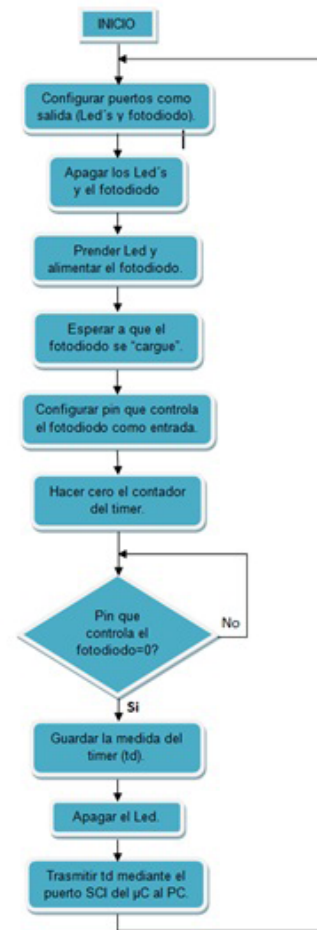 INICIO
Configurar puertos como
salida (Led´s y fotodiodo).
Apagar los Led´s
y el fotodiodo
Prender Led y
alimentar el fotodiodo.
Esperar a que el
fotodiodo se “cargue”.
Configurar pin que controla
el fotodiodo como entrada.
Hacer cero el contador
del timer.
Pin que
controla el
fotodiodo=0?
No
Si
Guardar la medida del
timer (td).
Apagar el Led.
Trasmitir td mediante el
puerto SCI del µC al PC.